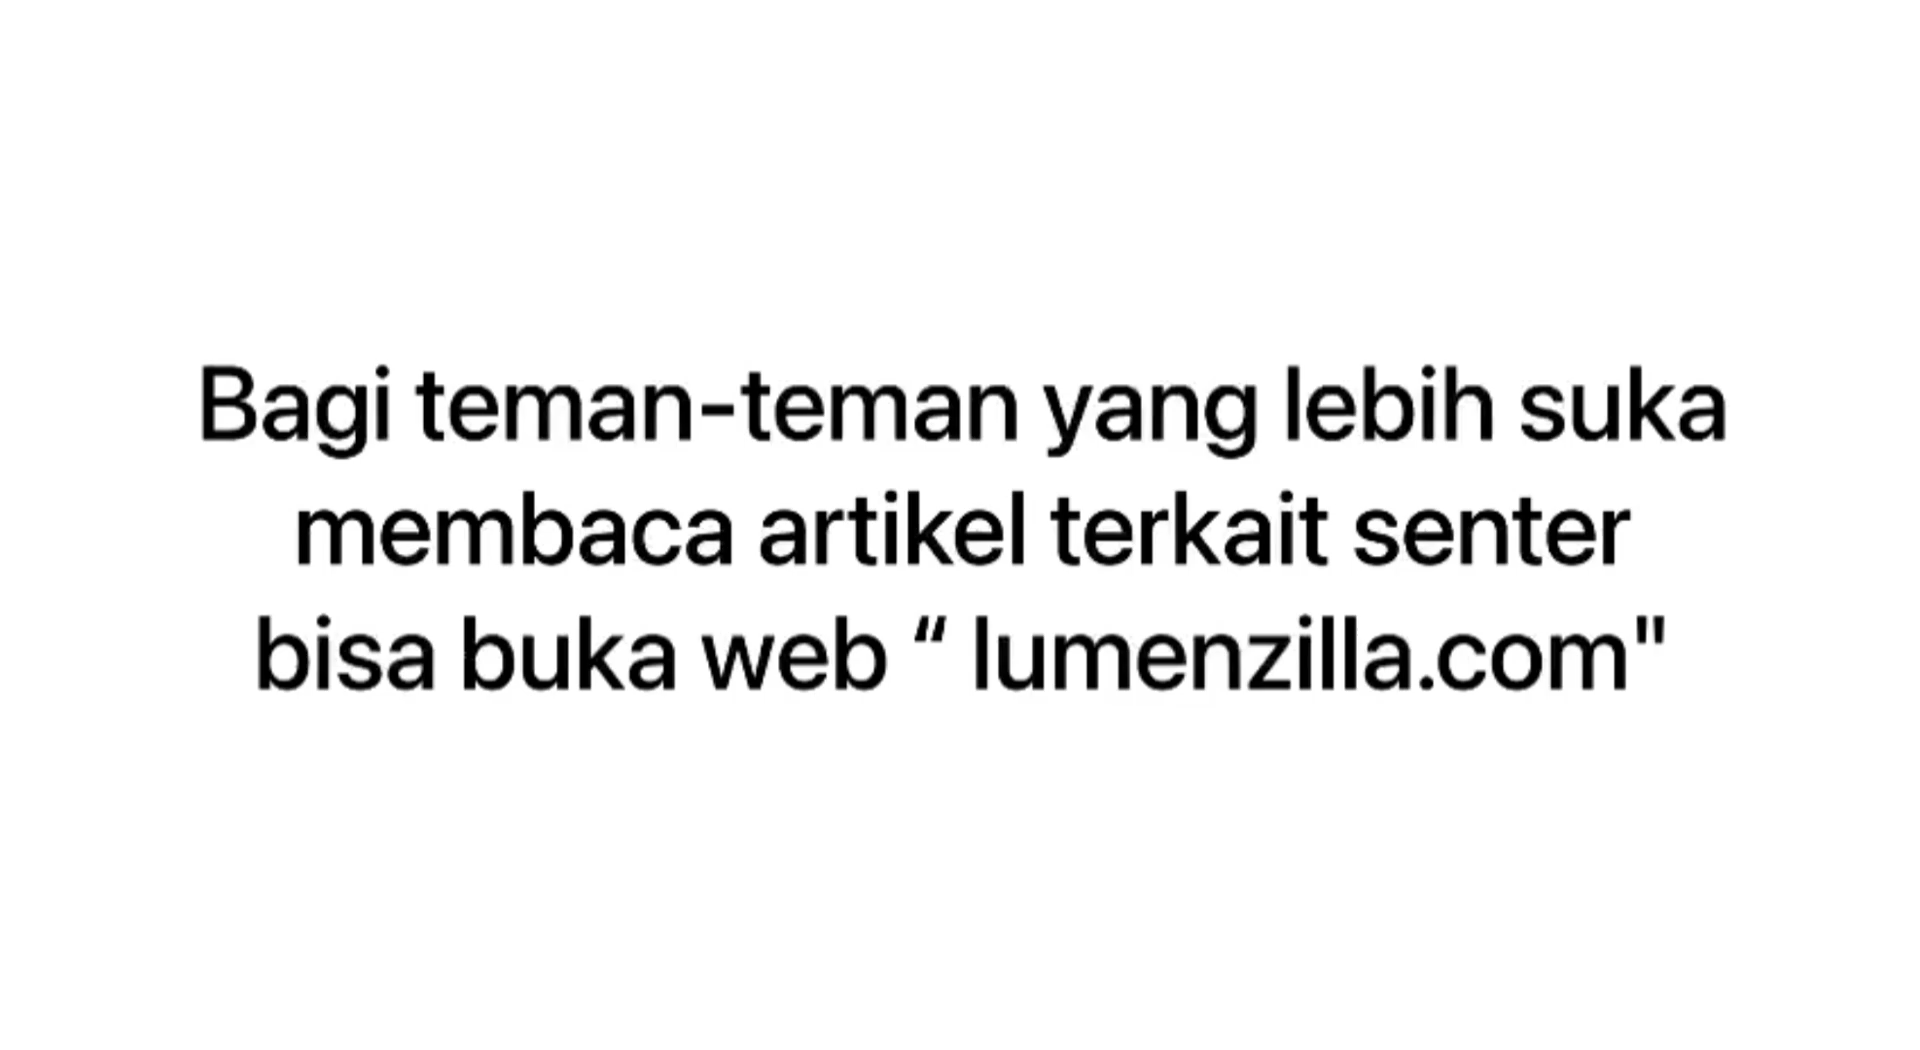 Bagi teman-teman yang lebih suka
membaca artikel terkait senter
bisa buka web “ lumenzilla.com"